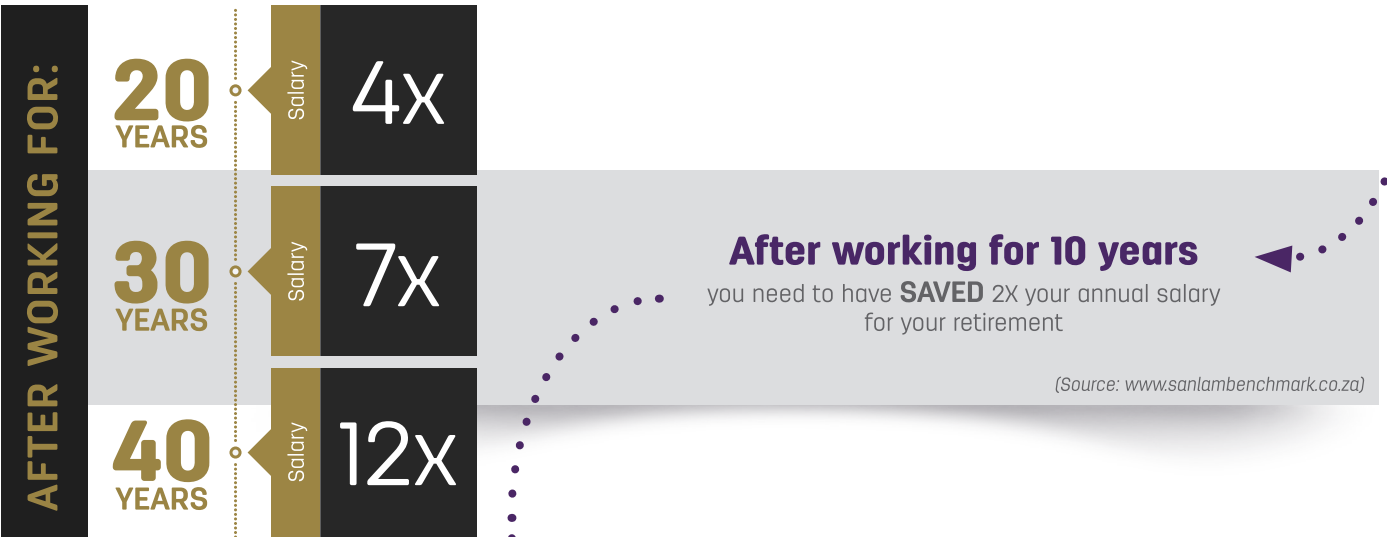 AFTER WORKING FOR:
20
YEARS
Salary
4X
30
YEARS
Salary
7X
40
YEARS
Salary
12X
After working for 10 years
you need to have SAVED 2X your annual salary
for your retirement
(Source: www.sanlambenchmark.co.za)